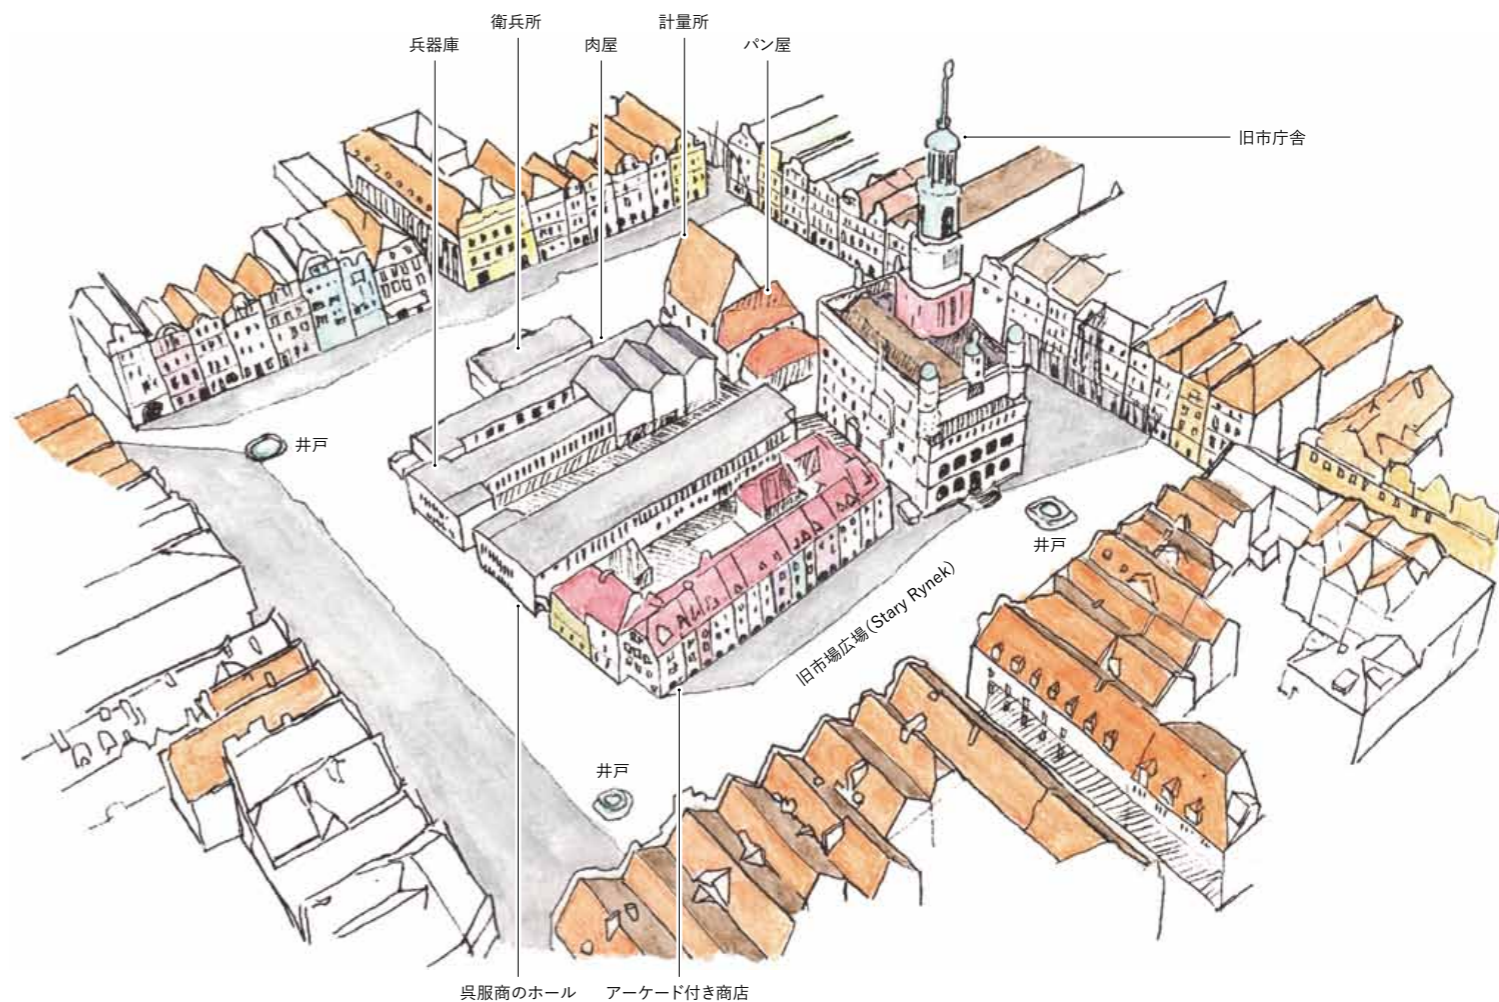 衛兵所
計量所
兵器庫
肉屋
パン屋
旧市庁舎
井戸
井戸
旧市場広場(Stary Rynek)
井戸
呉服商のホール
アーケード付き商店